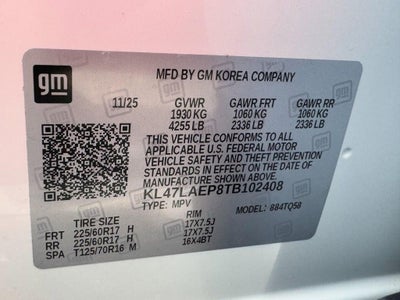 gm
MFD BY GM KOREA COMPANY
11/25 GVWR GAWR FRT GAWR RR
1930 KG 1060 KG 1060 KG
4255 LB 2336 LB 2336 LB
THIS VEHICLE CONFORMS TO ALL
APPLICABLE U.S. FEDERAL MOTOR
VEHICLE SAFETY AND THEFT PREVENTION
STANDARDS IN EFFECT ON THE DATE
OF MANUFACTURE SHOWN ABOVE.
KL47LAEP8TB102408
TYPE: MPV 884TQ58
TIRE SIZE RIM
FRT 225/60R17 H 17X7.5J
RR 225/60R17 H 17X7.5J
SPA T125/70R16 M 16X4BT